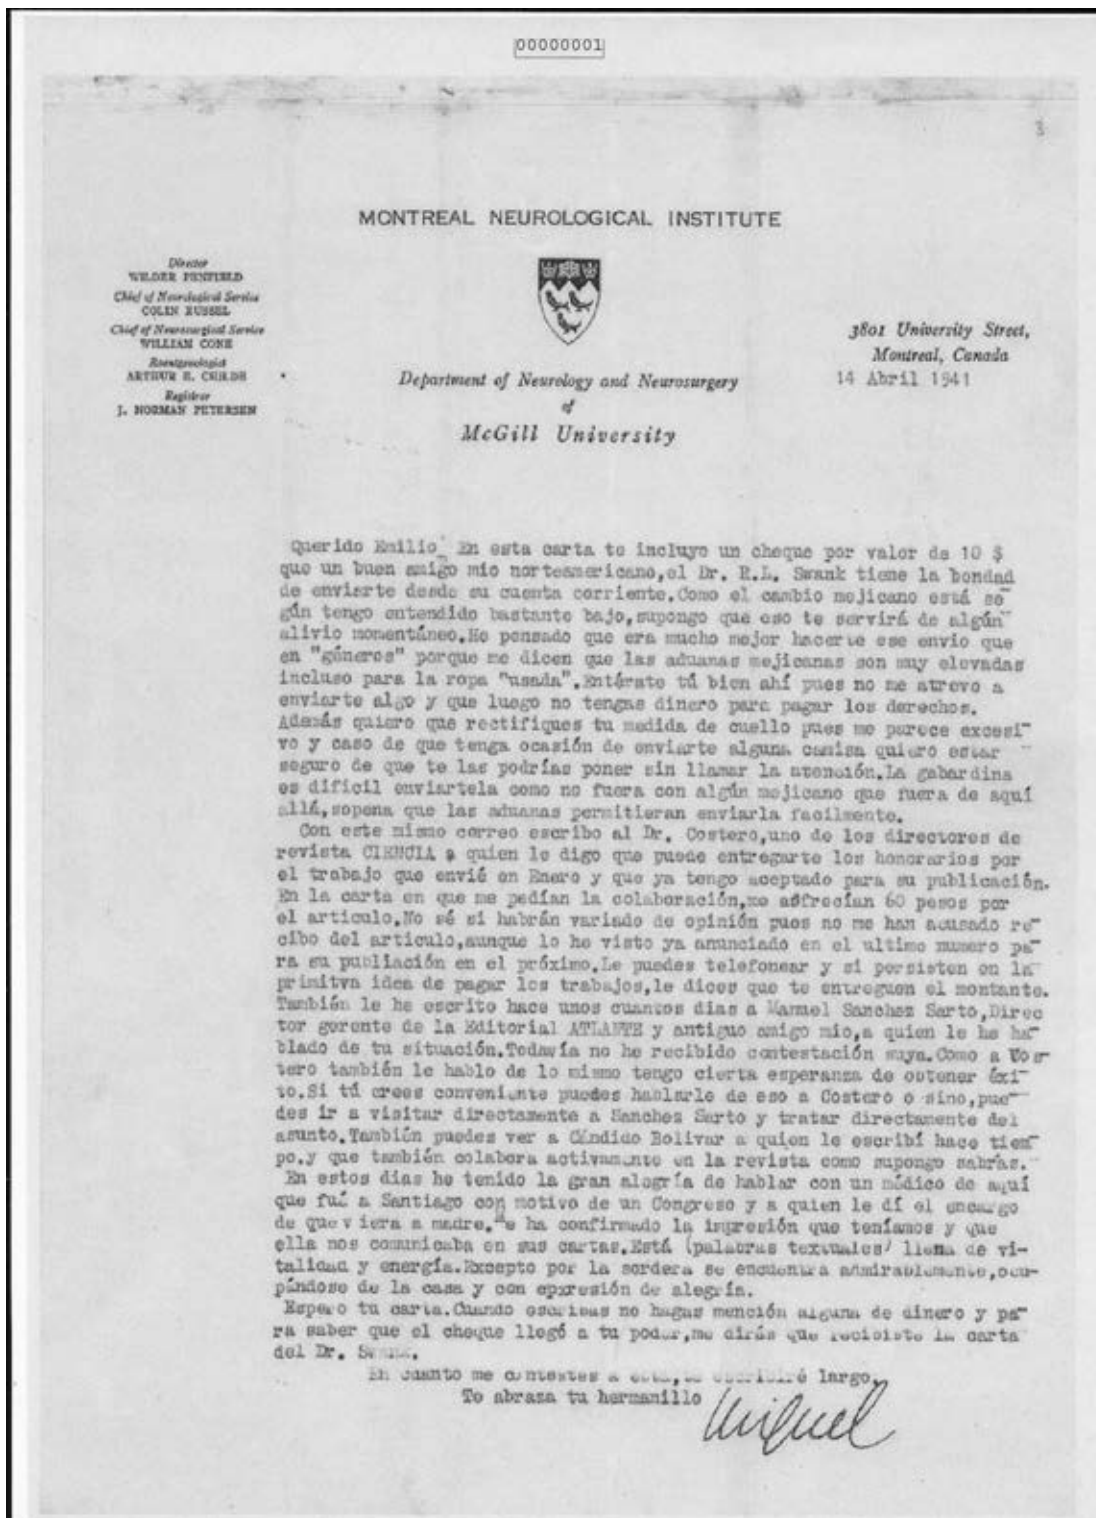 00000001
3
MONTREAL NEUROLOGICAL INSTITUTE
Director
WILDER PENFIELD
Chief of Neurological Service
COLIN RUSSEL
Chief of Neurosurgical Service
WILLIAM CONE
Roentgenologist
ARTHUR E. CHILDE
Registrar
J. NORMAN PETERSEN
3801 University Street,
Montreal, Canada
14 Abril 1941
Department of Neurology and Neurosurgery
of
McGill University
Querido Emilio En esta carta te incluyo un cheque por valor de 10 $
que un buen amigo mio norteamericano,el Dr. R.L. Swank tiene la bondad
de enviarte desde su cuenta corriente.Como el cambio mejicano está se-
gún tengo entendido bastante bajo,supongo que eso te servirá de algún
alivio momentáneo.He pensado que era mucho mejor hacerte ese envio que
en "géneros" porque me dicen que las aduanas mejicanas son muy elevadas
incluso para la ropa "usada".Entérate tú bien ahí pues no me atrevo a
enviarte algo y que luego no tengas dinero para pagar los derechos.
Además quiero que rectifiques tu medida de cuello pues me parece excesi-
vo y caso de que tenga ocasión de enviarte alguna camisa quiero estar
seguro de que te las podrías poner sin llamar la atención.La gabardina
es difícil enviartela como no fuera con algún mejicano que fuera de aquí
allá,sopena que las aduanas permitieran enviarla facilmente.
Con este mismo correo escribo al Dr. Costero,uno de los directores de
revista CIENCIA a quien le digo que puede entregarte los honorarios por
el trabajo que envié en Enero y que ya tengo aceptado para su publicación.
En la carta en que me pedían la colaboración,me offrecían 60 pesos por
el articulo.No sé si habrán variado de opinión pues no me han acusado re-
cibo del articulo,aunque lo he visto ya anunciado en el ultimo numero pa-
ra su publiación en el próximo.Le puedes telefonear y si persisten en la
primitva idea de pagar los trabajos,le dices que te entreguen el montante.
También le he escrito hace unos cuantos dias a Manuel Sanchez Sarto,Direc
tor gerente de la Editorial ATLANTE y antiguo amigo mio,a quien le he ha-
blado de tu situación.Todavía no he recibido contestación suya.Como a Cos-
tero también le hablo de lo mismo tengo cierta esperanza de obtener éxi-
to.Si tú crees conveniente puedes hablarle de eso a Costero o sino,pue-
des ir a visitar directamente a Sanchez Sarto y tratar directamente del
asunto.También puedes ver a Cándido Bolivar a quien le escribí hace tiem-
po.y que también colabora activamente en la revista como supongo sabrás.
En estos dias he tenido la gran alegría de hablar con un médico de aquí
que fué a Santiago con motivo de un Congreso y a quien le dí el encargo
de que viera a madre.Me ha confirmado la impresión que teníamos y que
ella nos comunicaba en sus cartas.Está (palabras textuales) llena de vi-
talidad y energía.Excepto por la sordera se encuentra admirablemente,ocu-
pándose de la casa y con epxresión de alegría.
Espero tu carta.Cuando escribas no hagas mención alguna de dinero y pa-
ra saber que el cheque llegó a tu poder,me dirás que recibiste la carta
del Dr. Swank.
En cuanto me contestes a esta,te escribiré largo.
Te abraza tu hermanillo
Miguel